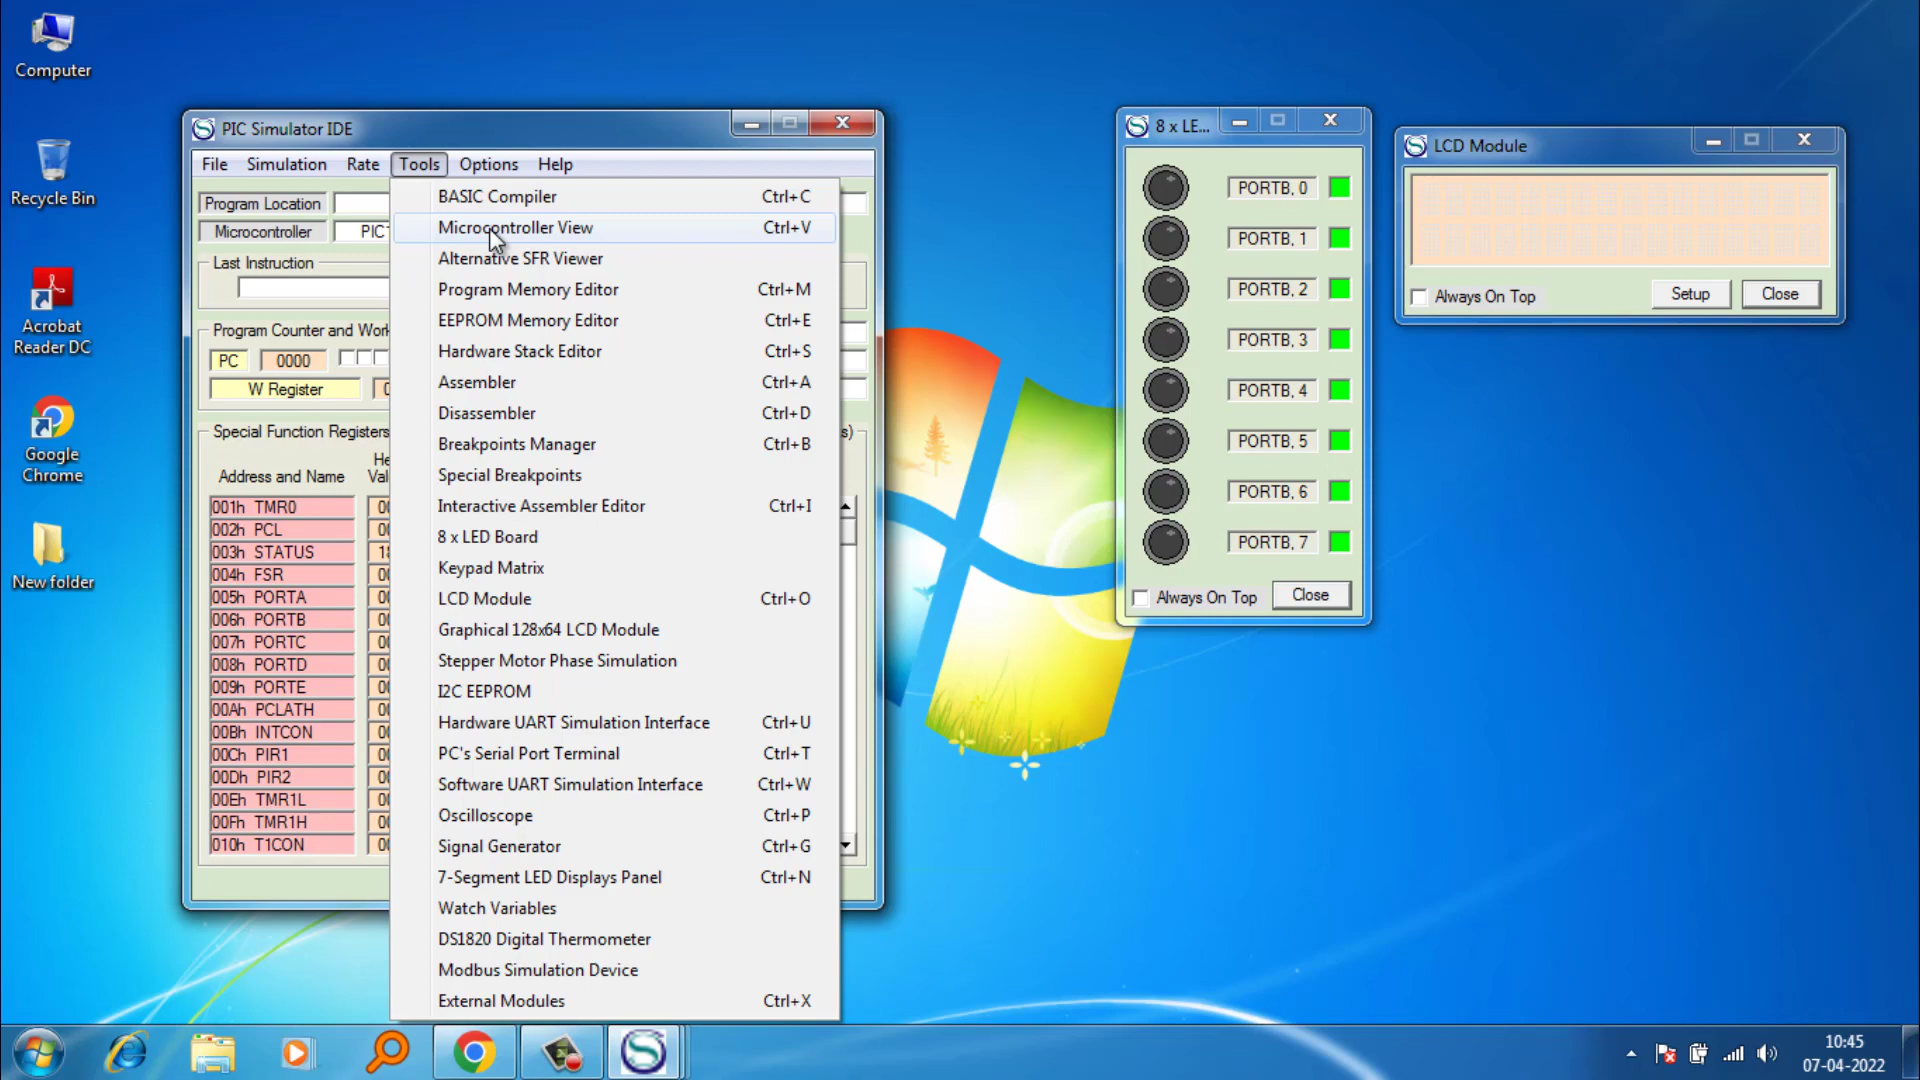 Computer
Recycle Bin
Acrobat
Reader DC
Google
Chrome
New folder
PIC Simulator IDE
File Simulation Rate Tools Options Help
Program Location
Microcontroller
Last Instruction
Program Counter and
PC 0000
W Register
Special Function Registers
Address and Name
001h TMR0
002h PCL
003h STATUS
004h FSR
005h PORTA
006h PORTB
007h PORTC
008h PORTD
009h PORTE
00Ah PCLATH
00Bh INTCON
00Ch PIR1
00Dh PIR2
00Eh TMR1L
00Fh TMR1H
010h T1CON
BASIC Compiler Ctrl+C
Microcontroller View Ctrl+V
Alternative SFR Viewer
Program Memory Editor Ctrl+M
EEPROM Memory Editor Ctrl+E
Hardware Stack Editor Ctrl+S
Assembler Ctrl+A
Disassembler Ctrl+D
Breakpoints Manager Ctrl+B
Special Breakpoints
Interactive Assembler Editor Ctrl+I
8 x LED Board
Keypad Matrix
LCD Module Ctrl+O
Graphical 128x64 LCD Module
Stepper Motor Phase Simulation
I2C EEPROM
Hardware UART Simulation Interface Ctrl+U
PC's Serial Port Terminal Ctrl+T
Software UART Simulation Interface Ctrl+W
Oscilloscope Ctrl+P
Signal Generator Ctrl+G
7-Segment LED Displays Panel Ctrl+N
Watch Variables
DS1820 Digital Thermometer
Modbus Simulation Device
External Modules Ctrl+X
8 x LE...
PORTB, 0
PORTB, 1
PORTB, 2
PORTB, 3
PORTB, 4
PORTB, 5
PORTB, 6
PORTB, 7
Always On Top Close
LCD Module
Always On Top Setup Close
10:45
07-04-2022